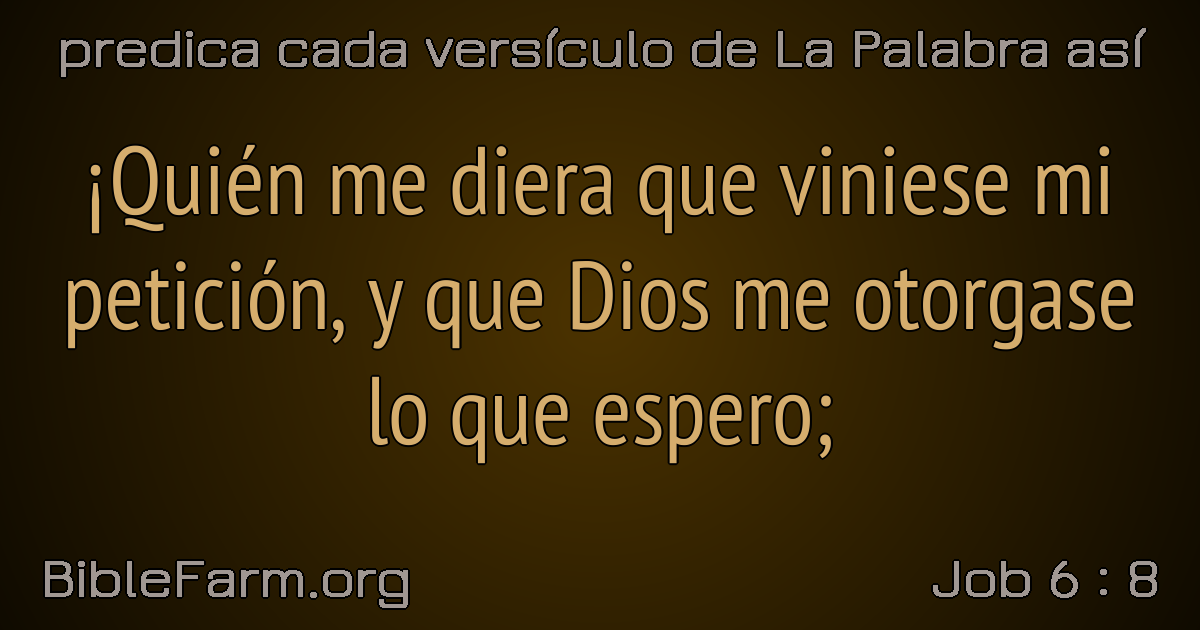 predica cada versículo de La Palabra así
¡Quién me diera que viniese mi
petición, y que Dios me otorgase
lo que espero;
BibleFarm.org
Job 6 : 8